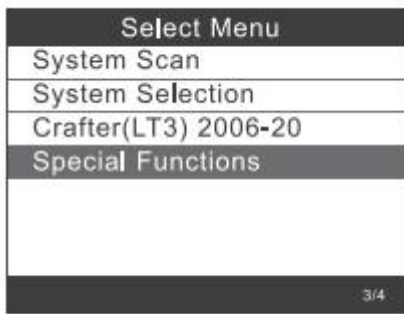 Select Menu
System Scan
System Selection
Crafter(LT3) 2006-20
Special Functions
3/4